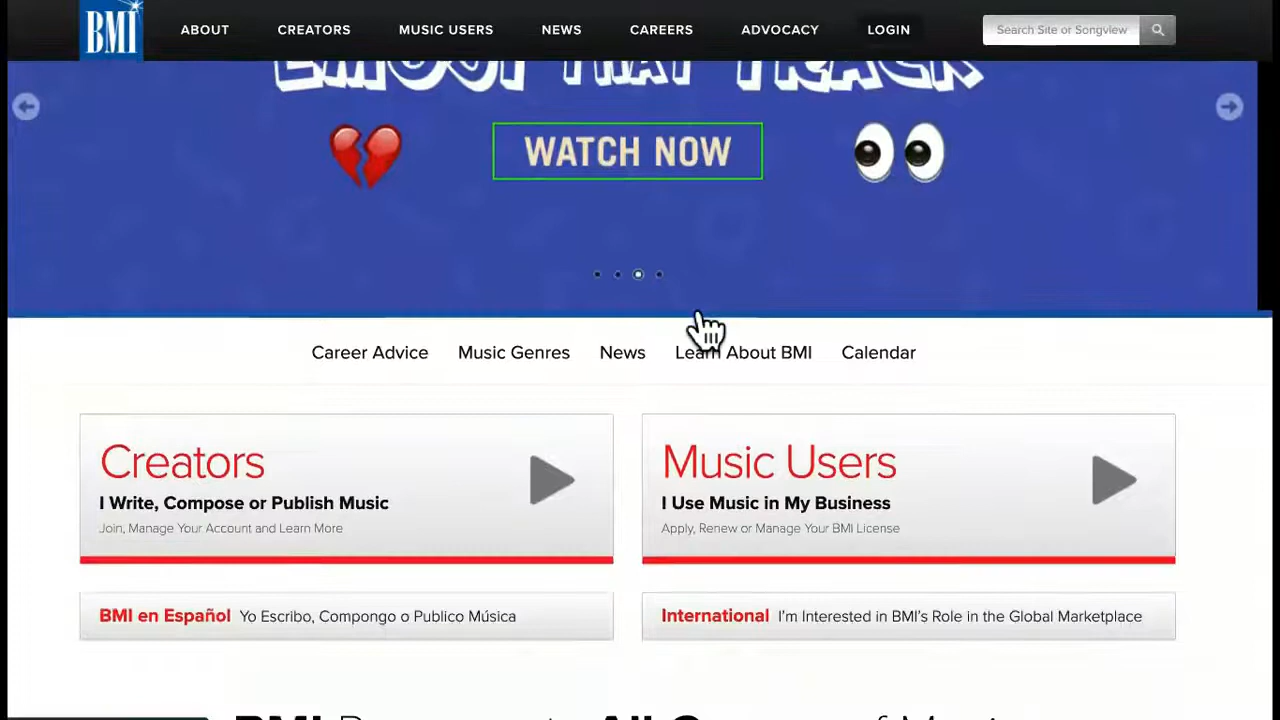 BMI
ABOUT CREATORS MUSIC USERS NEWS CAREERS ADVOCACY LOGIN
Search Site or Songview
EMOJI THAT TRACK
WATCH NOW
Career Advice Music Genres News Learn About BMI Calendar
Creators
I Write, Compose or Publish Music
Join, Manage Your Account and Learn More
Music Users
I Use Music in My Business
Apply, Renew or Manage Your BMI License
BMI en Español Yo Escribo, Compongo o Publico Música
International I'm Interested in BMI's Role in the Global Marketplace